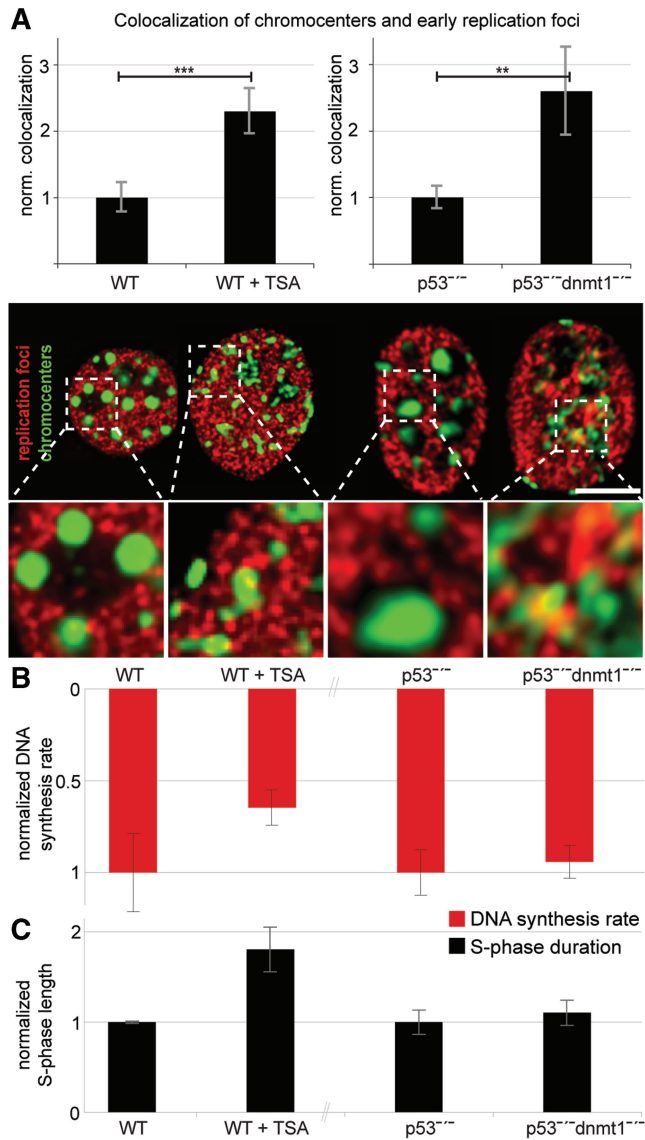 A
Colocalization of chromocenters and early replication foci
norm. colocalization
3
2
1
***
WT
WT + TSA
norm. colocalization
3
2
1
**
p53⁻ᐟ⁻
p53⁻ᐟ⁻dnmt1⁻ᐟ⁻
replication foci
chromocenters
B
WT
WT + TSA
//
p53⁻ᐟ⁻
p53⁻ᐟ⁻dnmt1⁻ᐟ⁻
normalized DNA
synthesis rate
0
0.5
1
DNA synthesis rate
S-phase duration
C
normalized
S-phase length
2
1
0
WT
WT + TSA
//
p53⁻ᐟ⁻
p53⁻ᐟ⁻dnmt1⁻ᐟ⁻